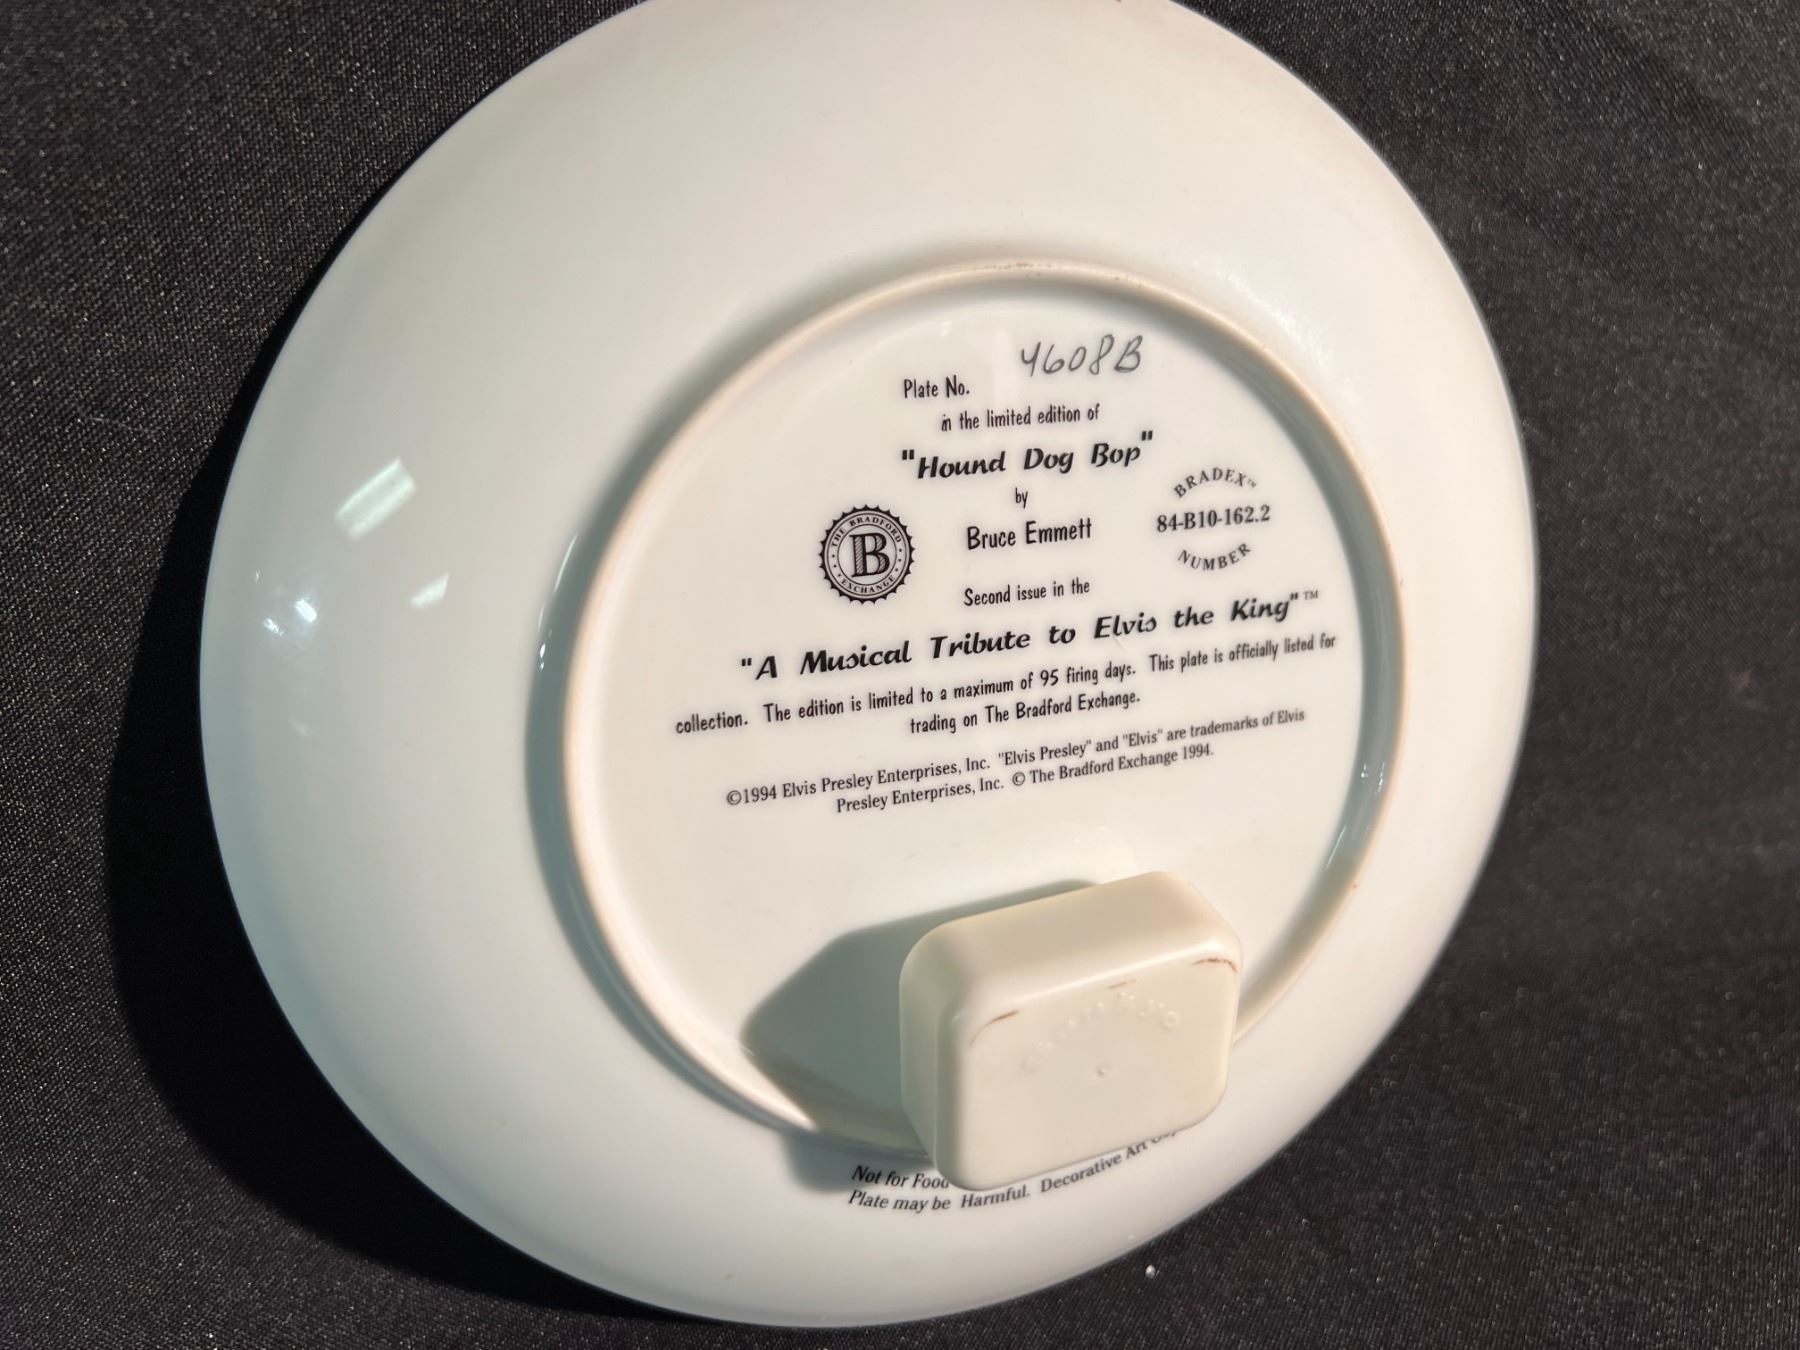 4608B
Plate No.
in the limited edition of
"Hound Dog Bop"
by
Bruce Emmett
THE BRADFORD
B
EXCHANGE
BRADEX™
84-B10-162.2
NUMBER
Second issue in the
"A Musical Tribute to Elvis the King"™
collection. The edition is limited to a maximum of 95 firing days. This plate is officially listed for
trading on The Bradford Exchange.
©1994 Elvis Presley Enterprises, Inc. "Elvis Presley" and "Elvis" are trademarks of Elvis
Presley Enterprises, Inc. © The Bradford Exchange 1994.
Not for Food
Plate may be Harmful. Decorative Art